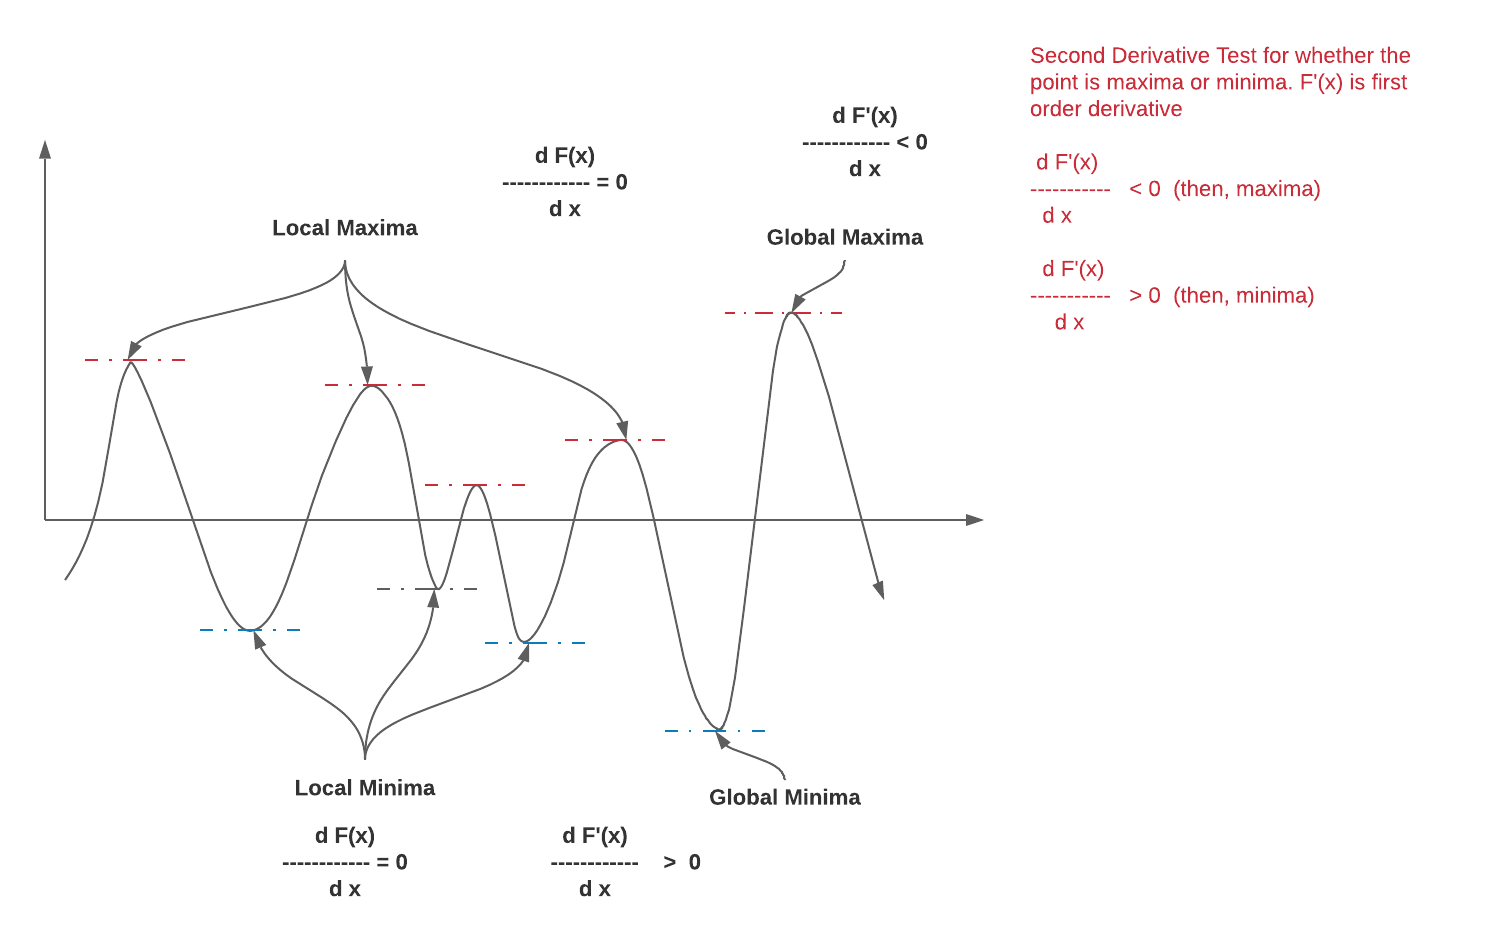 Second Derivative Test for whether the
point is maxima or minima. F'(x) is first
order derivative
d F'(x)
----------- < 0 (then, maxima)
d x
d F'(x)
----------- > 0 (then, minima)
d x
d F'(x)
------------ < 0
d x
d F(x)
------------ = 0
d x
Local Maxima
Global Maxima
Local Minima
Global Minima
d F(x)
------------ = 0
d x
d F'(x)
------------ > 0
d x